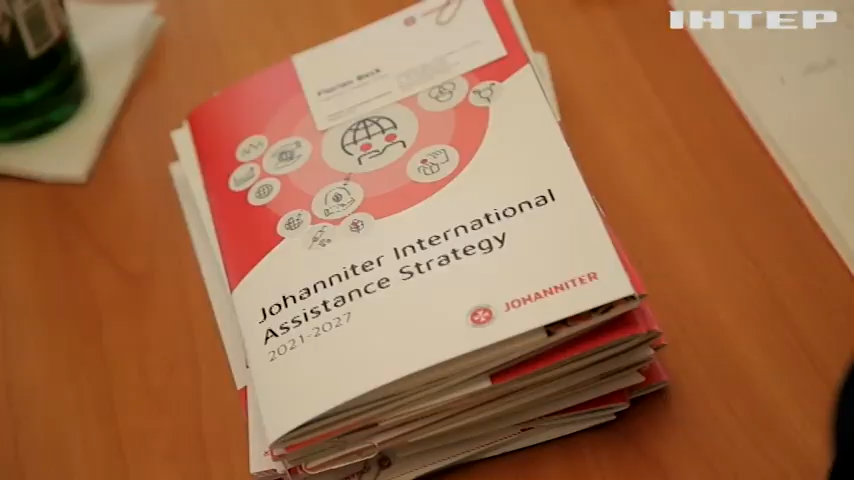 ІНТЕР
Johanniter International
Assistance Strategy
2021-2027
JOHANNITER